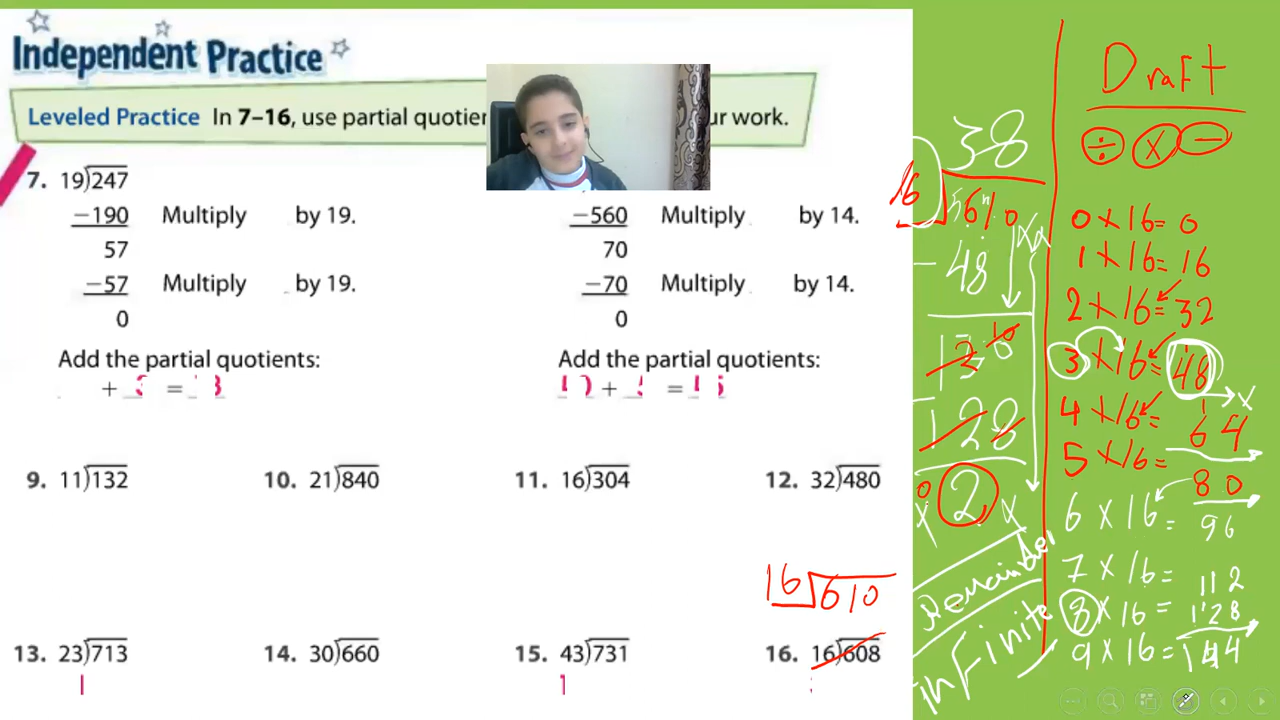 Independent Practice
Leveled Practice In 7–16, use partial quotie ur work.
7. 19)247
−190 Multiply by 19.
57
−57 Multiply by 19.
0
Add the partial quotients:
+ 3 = 13
−560 Multiply by 14.
70
−70 Multiply by 14.
0
Add the partial quotients:
+ =
9. 11)132
10. 21)840
11. 16)304
12. 32)480
16)610
13. 23)713
14. 30)660
15. 43)731
16. 16)608
38
16)610
−48
130
128
0 2
x x
Remainder
infinite
Draft
÷ × −
0 × 16 = 0
1 × 16 = 16
2 × 16 = 32
3 × 16 = 48
4 × 16 = 64
5 × 16 = 80
6 × 16 = 96
7 × 16 = 112
8 × 16 = 128
9 × 16 = 144